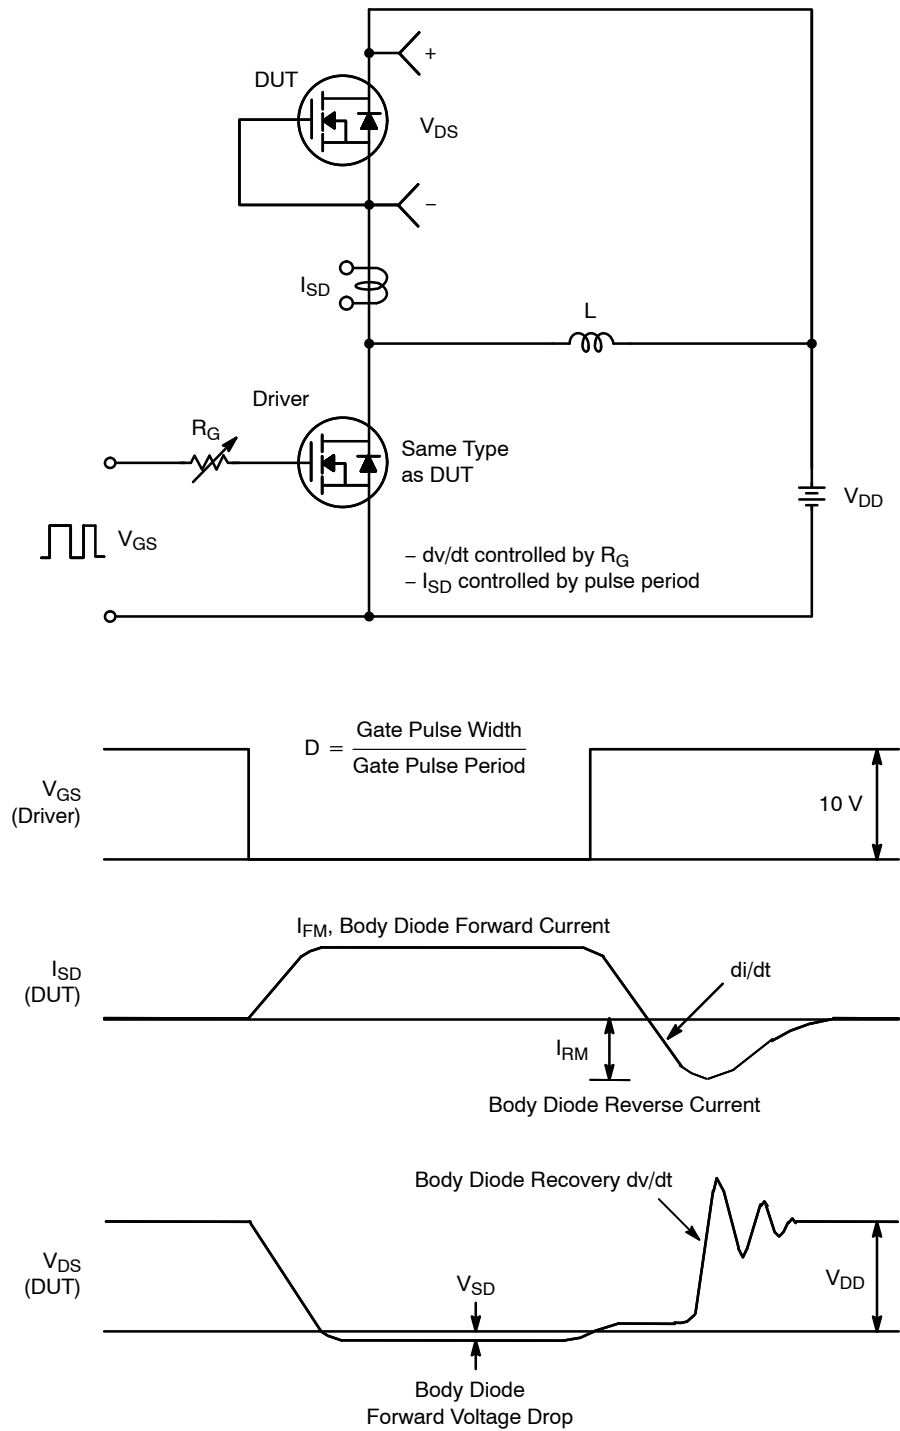 +
DUT
V_DS
−
I_SD
L
Driver
R_G
Same Type
as DUT
V_DD
V_GS
− dv/dt controlled by R_G
− I_SD controlled by pulse period
D = Gate Pulse Width
Gate Pulse Period
V_GS
(Driver)
10 V
I_FM, Body Diode Forward Current
I_SD
(DUT)
di/dt
I_RM
Body Diode Reverse Current
Body Diode Recovery dv/dt
V_DS
(DUT)
V_SD
V_DD
Body Diode
Forward Voltage Drop